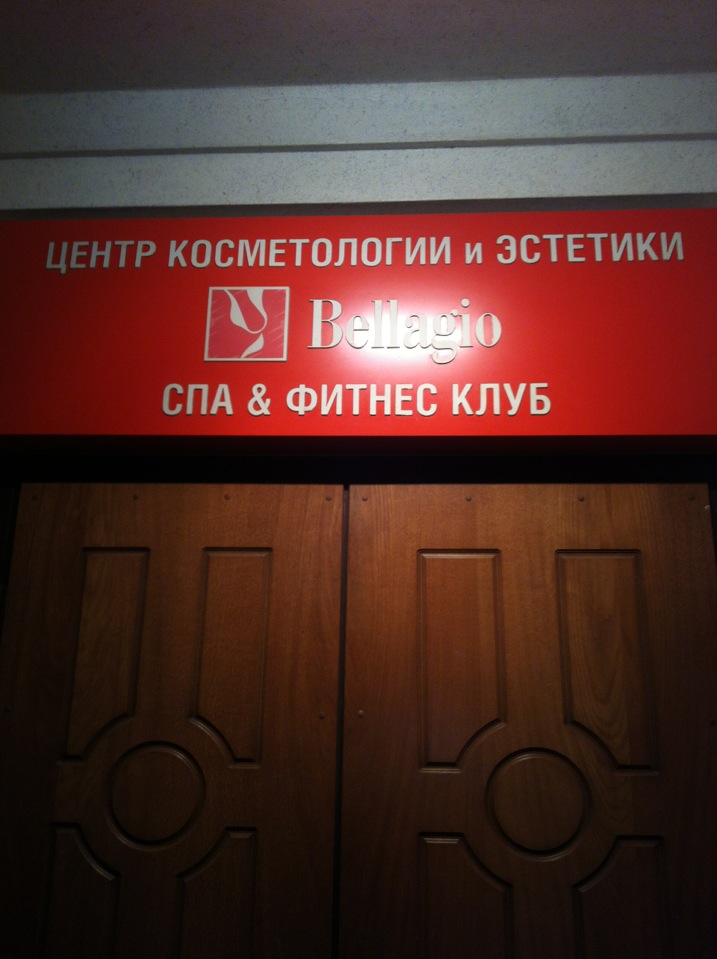 ЦЕНТР КОСМЕТОЛОГИИ и ЭСТЕТИКИ
Bellagio
СПА & ФИТНЕС КЛУБ